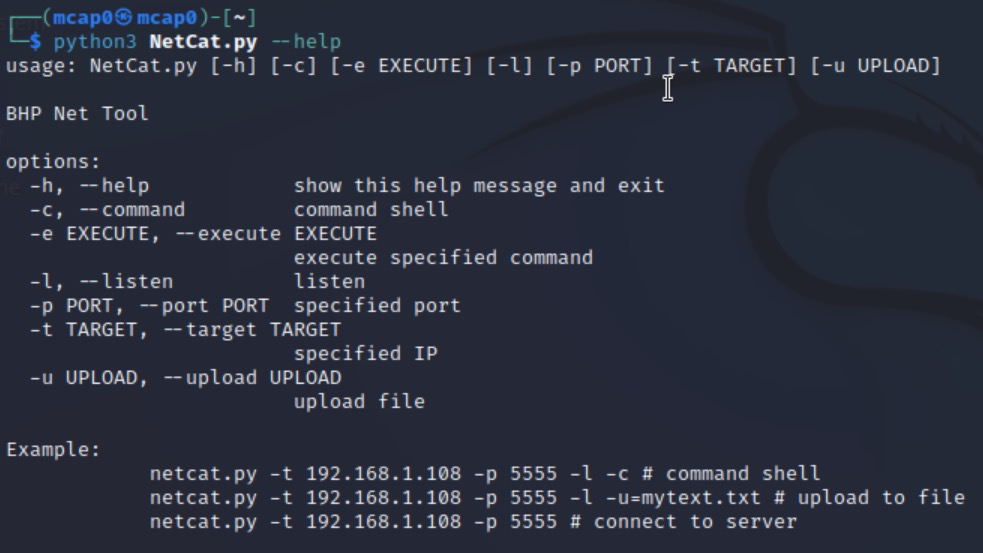 ┌──(mcap0㉿mcap0)-[~]
└─$ python3 NetCat.py --help
usage: NetCat.py [-h] [-c] [-e EXECUTE] [-l] [-p PORT] [-t TARGET] [-u UPLOAD]
BHP Net Tool
options:
-h, --help show this help message and exit
-c, --command command shell
-e EXECUTE, --execute EXECUTE
execute specified command
-l, --listen listen
-p PORT, --port PORT specified port
-t TARGET, --target TARGET
specified IP
-u UPLOAD, --upload UPLOAD
upload file
Example:
netcat.py -t 192.168.1.108 -p 5555 -l -c # command shell
netcat.py -t 192.168.1.108 -p 5555 -l -u=mytext.txt # upload to file
netcat.py -t 192.168.1.108 -p 5555 # connect to server